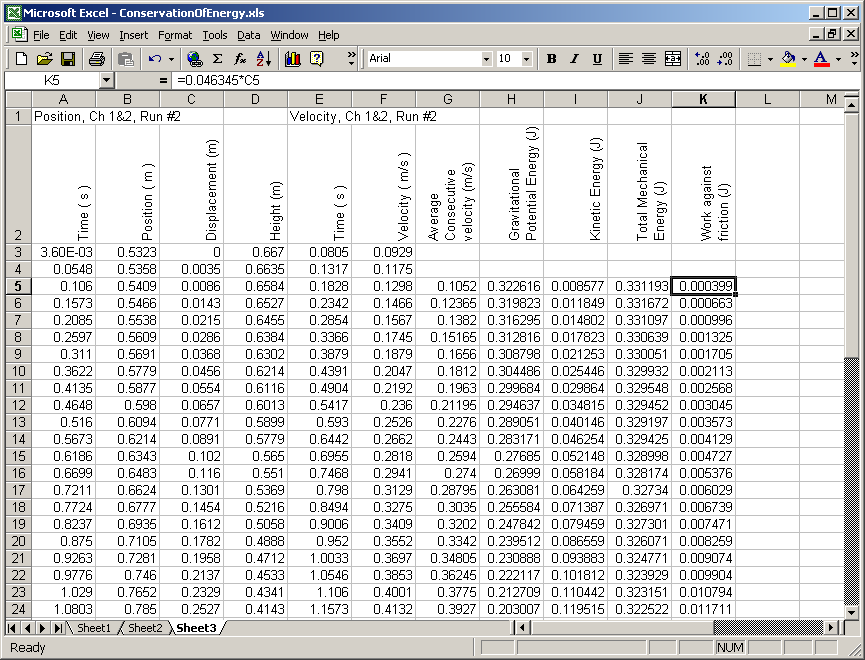 Microsoft Excel - ConservationOfEnergy.xls
File Edit View Insert Format Tools Data Window Help
Arial 10 B I U
K5 = =0.046345*C5
A B C D E F G H I J K L M
1 Position, Ch 1&2, Run #2 Velocity, Ch 1&2, Run #2
2 Time ( s ) Position ( m ) Displacement (m) Height (m) Time ( s ) Velocity ( m/s ) Average Consecutive velocity (m/s) Gravitational Potential Energy (J) Kinetic Energy (J) Total Mechanical Energy (J) Work against friction (J)
3 3.60E-03 0.5323 0 0.667 0.0805 0.0929
4 0.0548 0.5358 0.0035 0.6635 0.1317 0.1175
5 0.106 0.5409 0.0086 0.6584 0.1828 0.1298 0.1052 0.322616 0.008577 0.331193 0.000399
6 0.1573 0.5466 0.0143 0.6527 0.2342 0.1466 0.12365 0.319823 0.011849 0.331672 0.000663
7 0.2085 0.5538 0.0215 0.6455 0.2854 0.1567 0.1382 0.316295 0.014802 0.331097 0.000996
8 0.2597 0.5609 0.0286 0.6384 0.3366 0.1745 0.15165 0.312816 0.017823 0.330639 0.001325
9 0.311 0.5691 0.0368 0.6302 0.3879 0.1879 0.1656 0.308798 0.021253 0.330051 0.001705
10 0.3622 0.5779 0.0456 0.6214 0.4391 0.2047 0.1812 0.304486 0.025446 0.329932 0.002113
11 0.4135 0.5877 0.0554 0.6116 0.4904 0.2192 0.1963 0.299684 0.029864 0.329548 0.002568
12 0.4648 0.598 0.0657 0.6013 0.5417 0.236 0.21195 0.294637 0.034815 0.329452 0.003045
13 0.516 0.6094 0.0771 0.5899 0.593 0.2526 0.2276 0.289051 0.040146 0.329197 0.003573
14 0.5673 0.6214 0.0891 0.5779 0.6442 0.2662 0.2443 0.283171 0.046254 0.329425 0.004129
15 0.6186 0.6343 0.102 0.565 0.6955 0.2818 0.2594 0.27685 0.052148 0.328998 0.004727
16 0.6699 0.6483 0.116 0.551 0.7468 0.2941 0.274 0.26999 0.058184 0.328174 0.005376
17 0.7211 0.6624 0.1301 0.5369 0.798 0.3129 0.28795 0.263081 0.064259 0.32734 0.006029
18 0.7724 0.6777 0.1454 0.5216 0.8494 0.3275 0.3035 0.255584 0.071387 0.326971 0.006739
19 0.8237 0.6935 0.1612 0.5058 0.9006 0.3409 0.3202 0.247842 0.079459 0.327301 0.007471
20 0.875 0.7105 0.1782 0.4888 0.952 0.3552 0.3342 0.239512 0.086559 0.326071 0.008259
21 0.9263 0.7281 0.1958 0.4712 1.0033 0.3697 0.34805 0.230888 0.093883 0.324771 0.009074
22 0.9776 0.746 0.2137 0.4533 1.0546 0.3853 0.36245 0.222117 0.101812 0.323929 0.009904
23 1.029 0.7652 0.2329 0.4341 1.106 0.4001 0.3775 0.212709 0.110442 0.323151 0.010794
24 1.0803 0.785 0.2527 0.4143 1.1573 0.4132 0.3927 0.203007 0.119515 0.322522 0.011711
Sheet1 Sheet2 Sheet3
Ready NUM